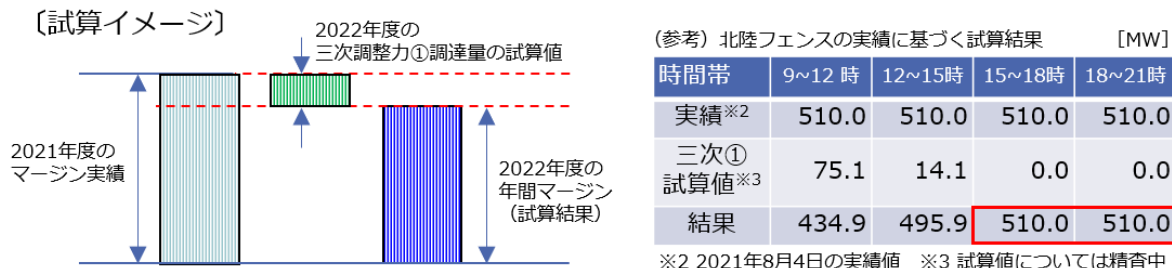 〔試算イメージ〕
2022年度の
三次調整力①調達量の試算値
2021年度の
マージン実績
2022年度の
年間マージン
（試算結果）
（参考）北陸フェンスの実績に基づく試算結果 [MW]
時間帯 9~12 時 12~15時 15~18時 18~21時
実績※2 510.0 510.0 510.0 510.0
三次①
試算値※3 75.1 14.1 0.0 0.0
結果 434.9 495.9 510.0 510.0
※2 2021年8月4日の実績値 ※3 試算値については精査中